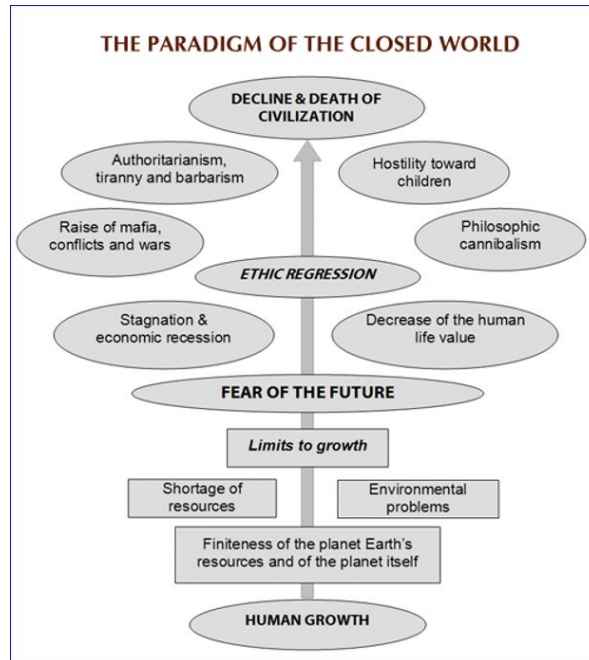 THE PARADIGM OF THE CLOSED WORLD
DECLINE & DEATH OF
CIVILIZATION
Authoritarianism,
tiranny and barbarism
Hostility toward
children
Raise of mafia,
conflicts and wars
Philosophic
cannibalism
ETHIC REGRESSION
Stagnation &
economic recession
Decrease of the human
life value
FEAR OF THE FUTURE
Limits to growth
Shortage of
resources
Environmental
problems
Finiteness of the planet Earth's
resources and of the planet itself
HUMAN GROWTH